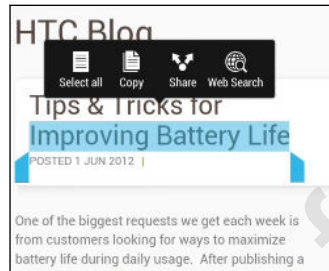 HTC Blog
Select all Copy Share Web Search
Tips & Tricks for
Improving Battery Life
POSTED 1 JUN 2012 |
One of the biggest requests we get each week is
from customers looking for ways to maximize
battery life during daily usage. After publishing a